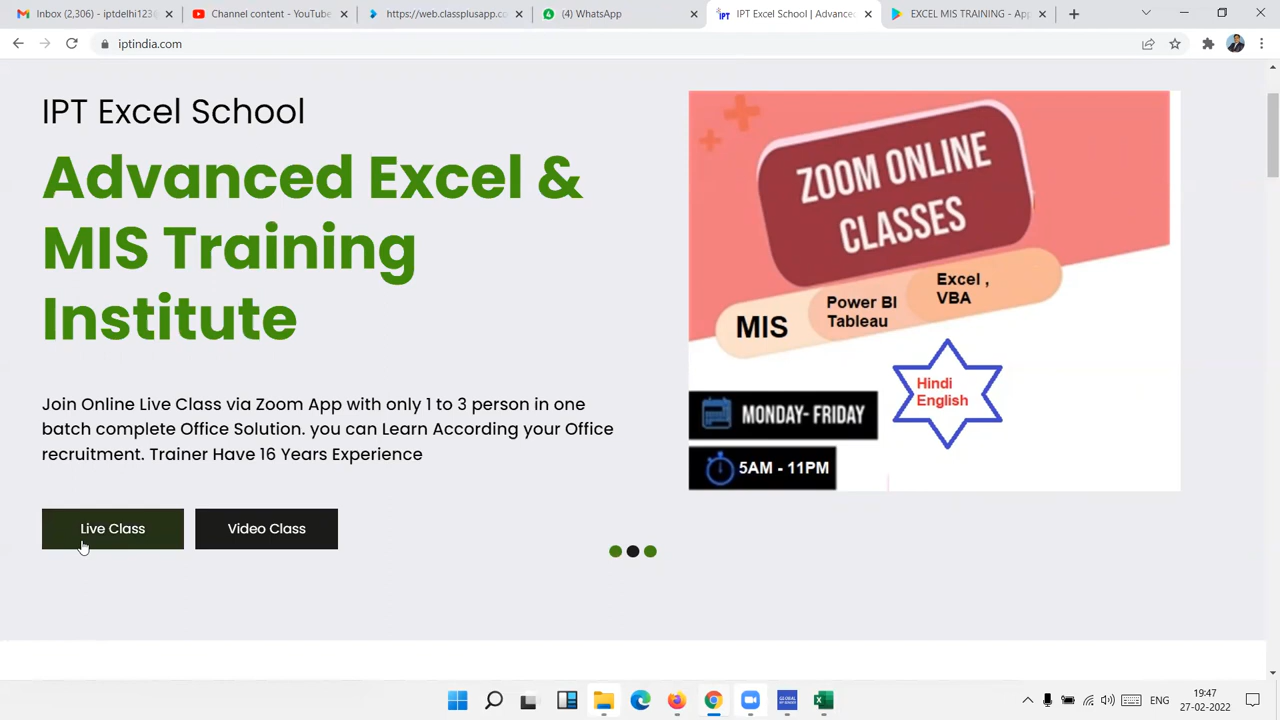 Inbox (2,306) - iptdelhi123@
Channel content - YouTube
https://web.classplusapp.co
(4) WhatsApp
IPT Excel School | Advanced
EXCEL MIS TRAINING - App
iptindia.com
IPT Excel School
Advanced Excel &
MIS Training
Institute
Join Online Live Class via Zoom App with only 1 to 3 person in one
batch complete Office Solution, you can Learn According your Office
recruitment. Trainer Have 16 Years Experience
Live Class
Video Class
ZOOM ONLINE
CLASSES
MIS
Power BI
Tableau
Excel ,
VBA
Hindi
English
MONDAY- FRIDAY
5AM - 11PM
ENG
19:47
27-02-2022